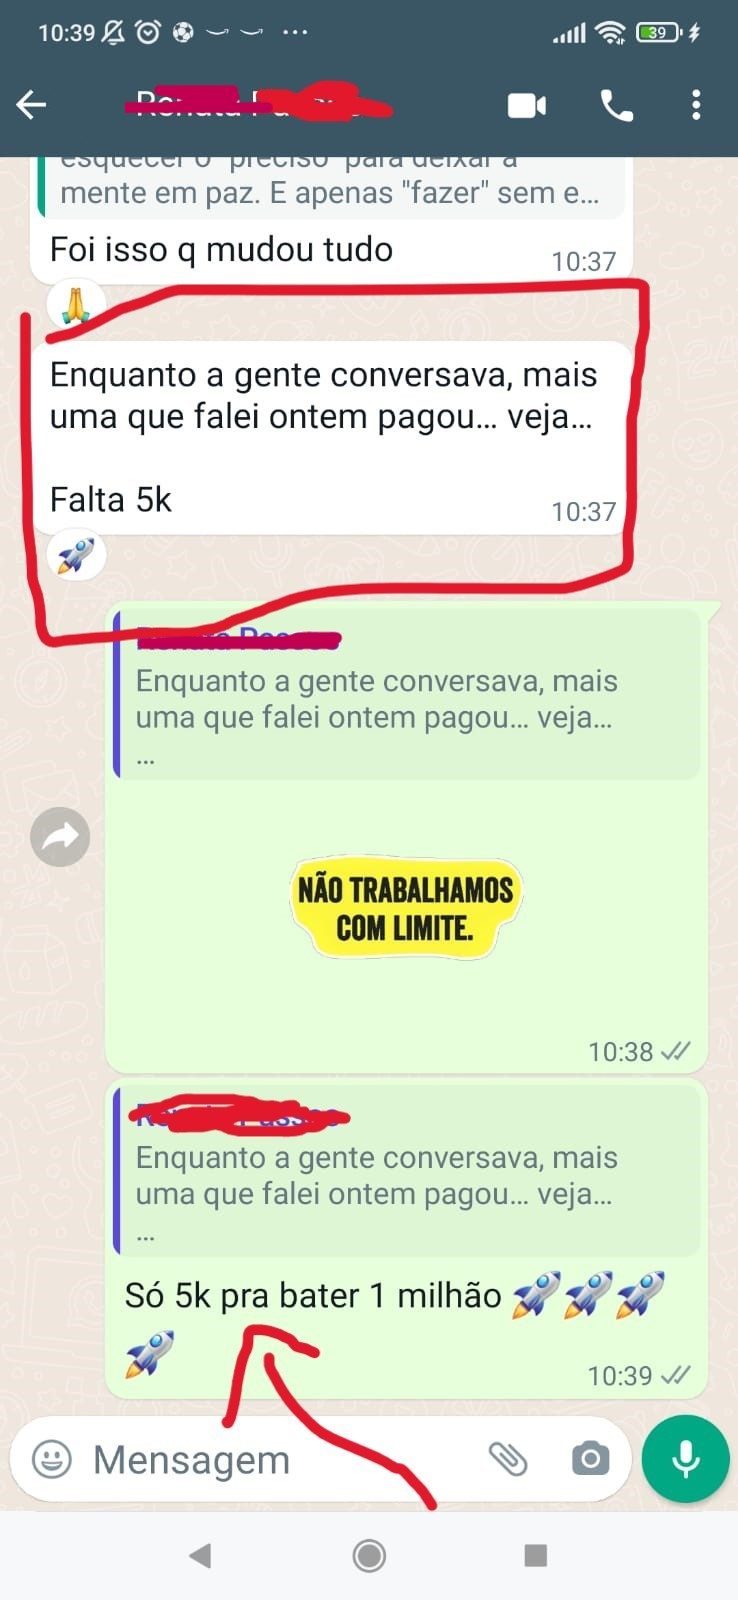 10:39
39
esquecer o "preciso" para deixar a
mente em paz. E apenas "fazer" sem e...
Foi isso q mudou tudo
10:37
Enquanto a gente conversava, mais
uma que falei ontem pagou... veja...
Falta 5k
10:37
Enquanto a gente conversava, mais
uma que falei ontem pagou... veja...
...
NÃO TRABALHAMOS
COM LIMITE.
10:38
Enquanto a gente conversava, mais
uma que falei ontem pagou... veja...
...
Só 5k pra bater 1 milhão
10:39
Mensagem